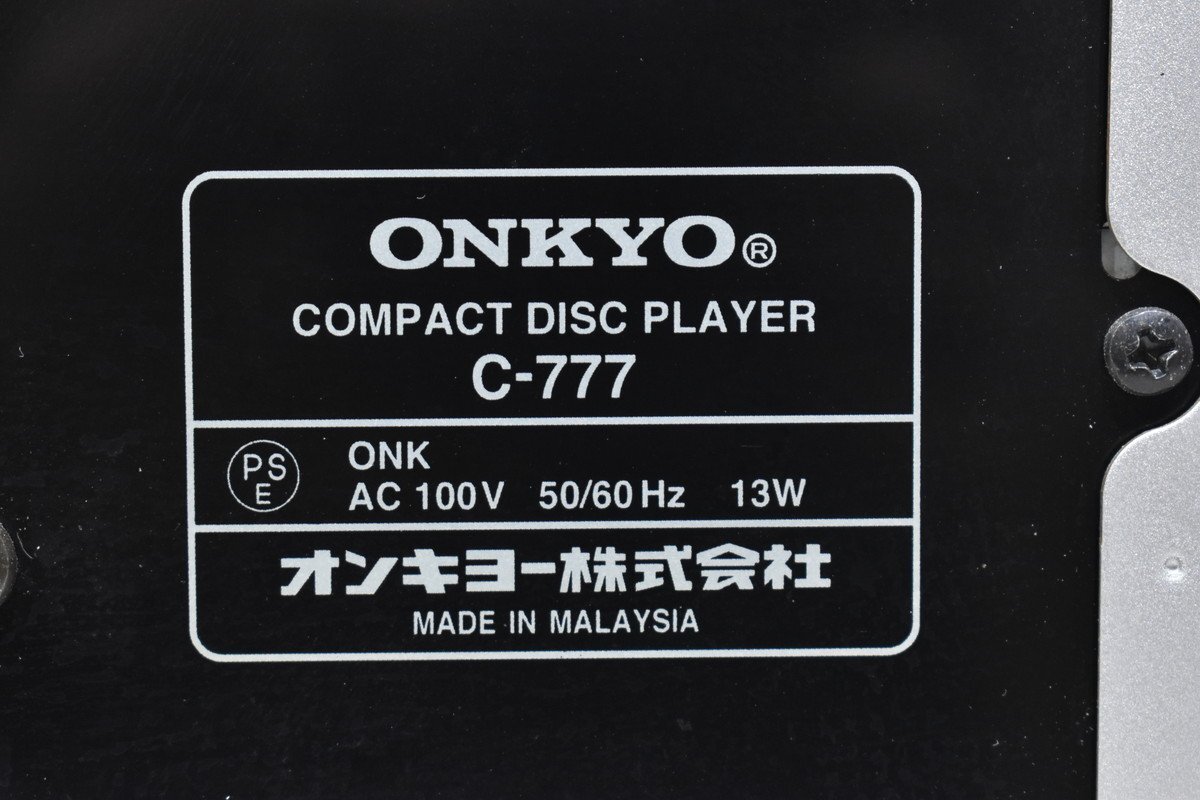 ONKYO®
COMPACT DISC PLAYER
C-777
PS
E
ONK
AC 100V 50/60 Hz 13W
オンキヨー株式会社
MADE IN MALAYSIA